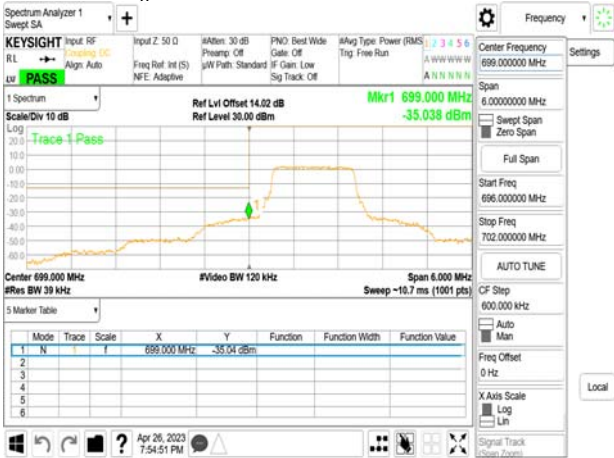 Spectrum Analyzer 1
Swept SA
+
Frequency
KEYSIGHT
Input: RF
Input Z: 50 Ω
#Atten: 30 dB
PNO: Best Wide
#Avg Type: Power (RMS
1 2 3 4 5 6
RL
Coupling: DC
Preamp: Off
Gate: Off
Trig: Free Run
A W W W W W
Align: Auto
Freq Ref: Int (S)
µW Path: Standard
IF Gain: Low
LW
PASS
NFE: Adaptive
Sig Track: Off
A N N N N N
1 Spectrum
Ref Lvl Offset 14.02 dB
Mkr1 699.000 MHz
Scale/Div 10 dB
Ref Level 30.00 dBm
-35.038 dBm
Log
Trace 1 Pass
20.0
10.0
0.00
-10.0
-20.0
-30.0
-40.0
-50.0
-60.0
1
Center 699.000 MHz
#Video BW 120 kHz
Span 6.000 MHz
#Res BW 39 kHz
Sweep ~10.7 ms (1001 pts)
5 Marker Table
Mode Trace Scale X Y Function Function Width Function Value
1 N 1 f 699.000 MHz -35.04 dBm
2
3
4
5
6
Apr 26, 2023
7:54:51 PM
?
Center Frequency
699.000000 MHz
Settings
Span
6.00000000 MHz
Swept Span
Zero Span
Full Span
Start Freq
696.000000 MHz
Stop Freq
702.000000 MHz
AUTO TUNE
CF Step
600.000 kHz
Auto
Man
Freq Offset
0 Hz
Local
X Axis Scale
Log
Lin
Signal Track
(Span Zoom)